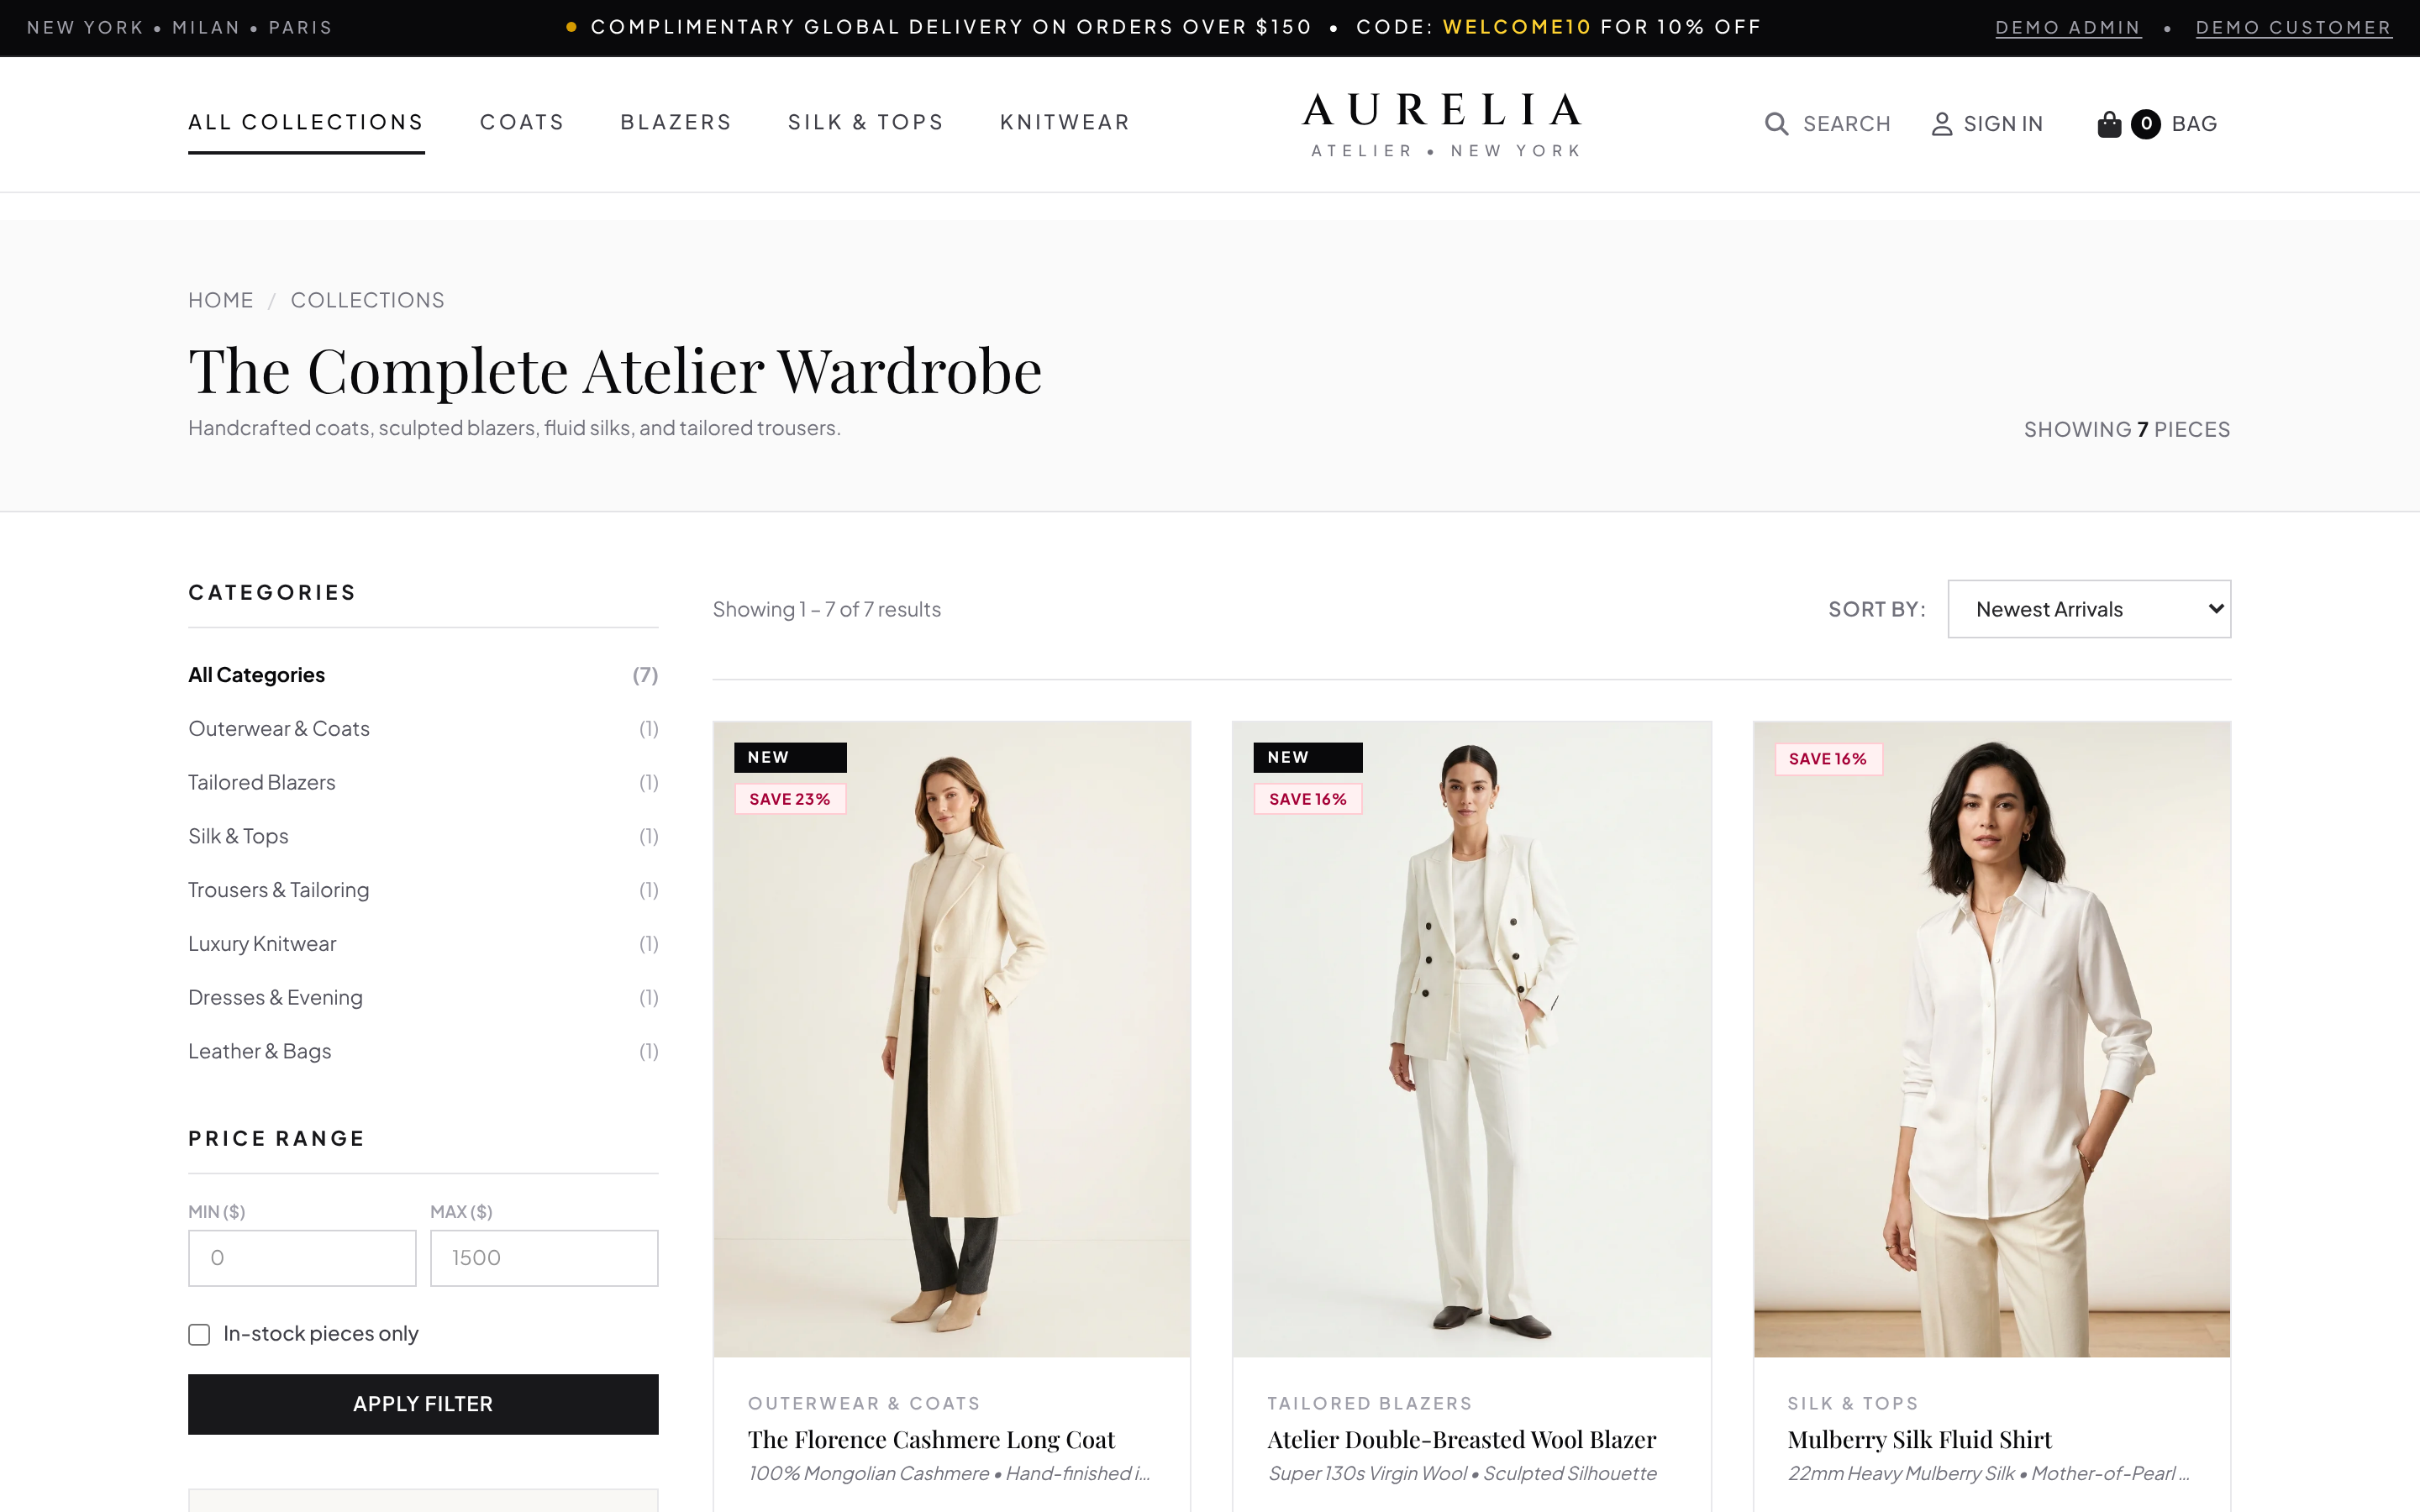 NEW YORK • MILAN • PARIS
COMPLIMENTARY GLOBAL DELIVERY ON ORDERS OVER $150 • CODE: WELCOME10 FOR 10% OFF
DEMO ADMIN • DEMO CUSTOMER
ALL COLLECTIONS
COATS
BLAZERS
SILK & TOPS
KNITWEAR
AURELIA
ATELIER • NEW YORK
SEARCH
SIGN IN
0 BAG
HOME / COLLECTIONS
The Complete Atelier Wardrobe
Handcrafted coats, sculpted blazers, fluid silks, and tailored trousers.
SHOWING 7 PIECES
CATEGORIES
All Categories (7)
Outerwear & Coats (1)
Tailored Blazers (1)
Silk & Tops (1)
Trousers & Tailoring (1)
Luxury Knitwear (1)
Dresses & Evening (1)
Leather & Bags (1)
PRICE RANGE
MIN ($)
MAX ($)
0
1500
In-stock pieces only
APPLY FILTER
Showing 1 – 7 of 7 results
SORT BY:
Newest Arrivals
NEW
SAVE 23%
OUTERWEAR & COATS
The Florence Cashmere Long Coat
100% Mongolian Cashmere • Hand-finished i...
NEW
SAVE 16%
TAILORED BLAZERS
Atelier Double-Breasted Wool Blazer
Super 130s Virgin Wool • Sculpted Silhouette
SAVE 16%
SILK & TOPS
Mulberry Silk Fluid Shirt
22mm Heavy Mulberry Silk • Mother-of-Pearl ...